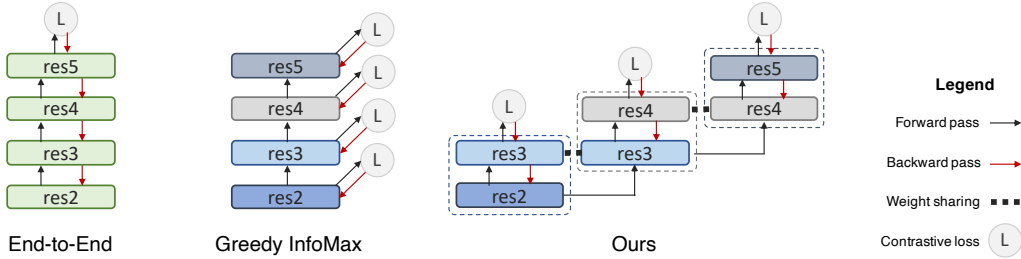 L
res5
res4
res3
res2
End-to-End
L
res5
L
res4
L
res3
L
res2
Greedy InfoMax
L
res3
res2
L
res4
res3
L
res5
res4
Ours
Legend
Forward pass
Backward pass
Weight sharing
Contrastive loss L